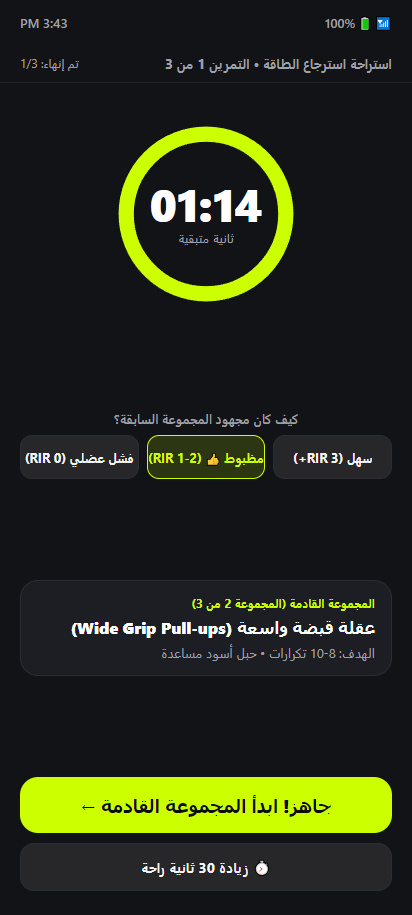 3:43 PM
100%
استراحة استرجاع الطاقة • التمرين 1 من 3
تم إنهاء: 1/3
01:14
ثانية متبقية
كيف كان مجهود المجموعة السابقة؟
سهل (RIR 3+)
مظبوط 👍 (RIR 1-2)
فشل عضلي (RIR 0)
المجموعة القادمة (المجموعة 2 من 3)
عقلة قبضة واسعة (Wide Grip Pull-ups)
الهدف: 8-10 تكرارات • حبل أسود مساعدة
جاهز! ابدأ المجموعة القادمة ←
⏱ زيادة 30 ثانية راحة